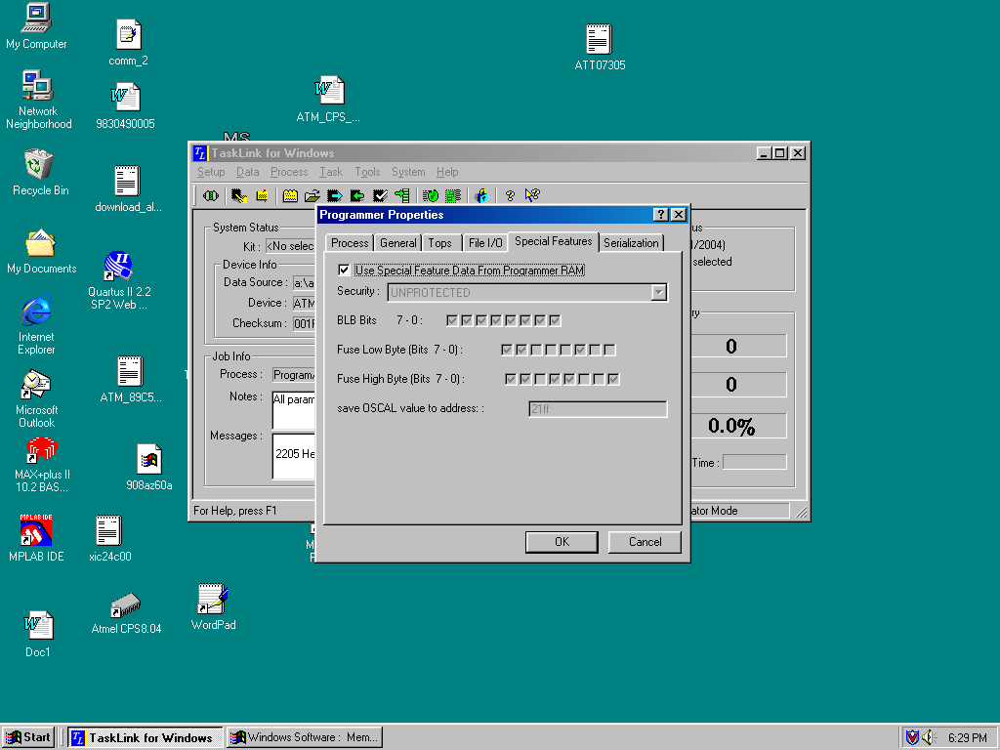 My Computer
comm_2
ATT07305
Network
Neighborhood
9830490005
ATM_CPS_...
MS
Recycle Bin
download_al...
My Documents
Quartus II 2.2
SP2 Web ...
Internet
Explorer
ATM_89C5...
Microsoft
Outlook
MAX+plus II
10.2 BAS...
908az60a
MPLAB IDE
MPLAB IDE
xic24c00
Atmel CPS8.04
WordPad
Doc1
TaskLink for Windows
Setup Data Process Task Tools System Help
System Status
Kit : <No selec
Device Info
Data Source : a:\a
Device : ATM
Checksum : 001F
Job Info
Process : Program
Notes : All param
Messages :
2205 He
For Help, press F1
/2004)
selected
0
0
0.0%
Time :
ator Mode
Programmer Properties
Process General Tops File I/O Special Features Serialization
Use Special Feature Data From Programmer RAM
Security : UNPROTECTED
BLB Bits 7 - 0 :
Fuse Low Byte (Bits 7 - 0) :
Fuse High Byte (Bits 7 - 0) :
save OSCAL value to address: : 21ff
OK Cancel
Start TaskLink for Windows Windows Software : Mem... 6:29 PM